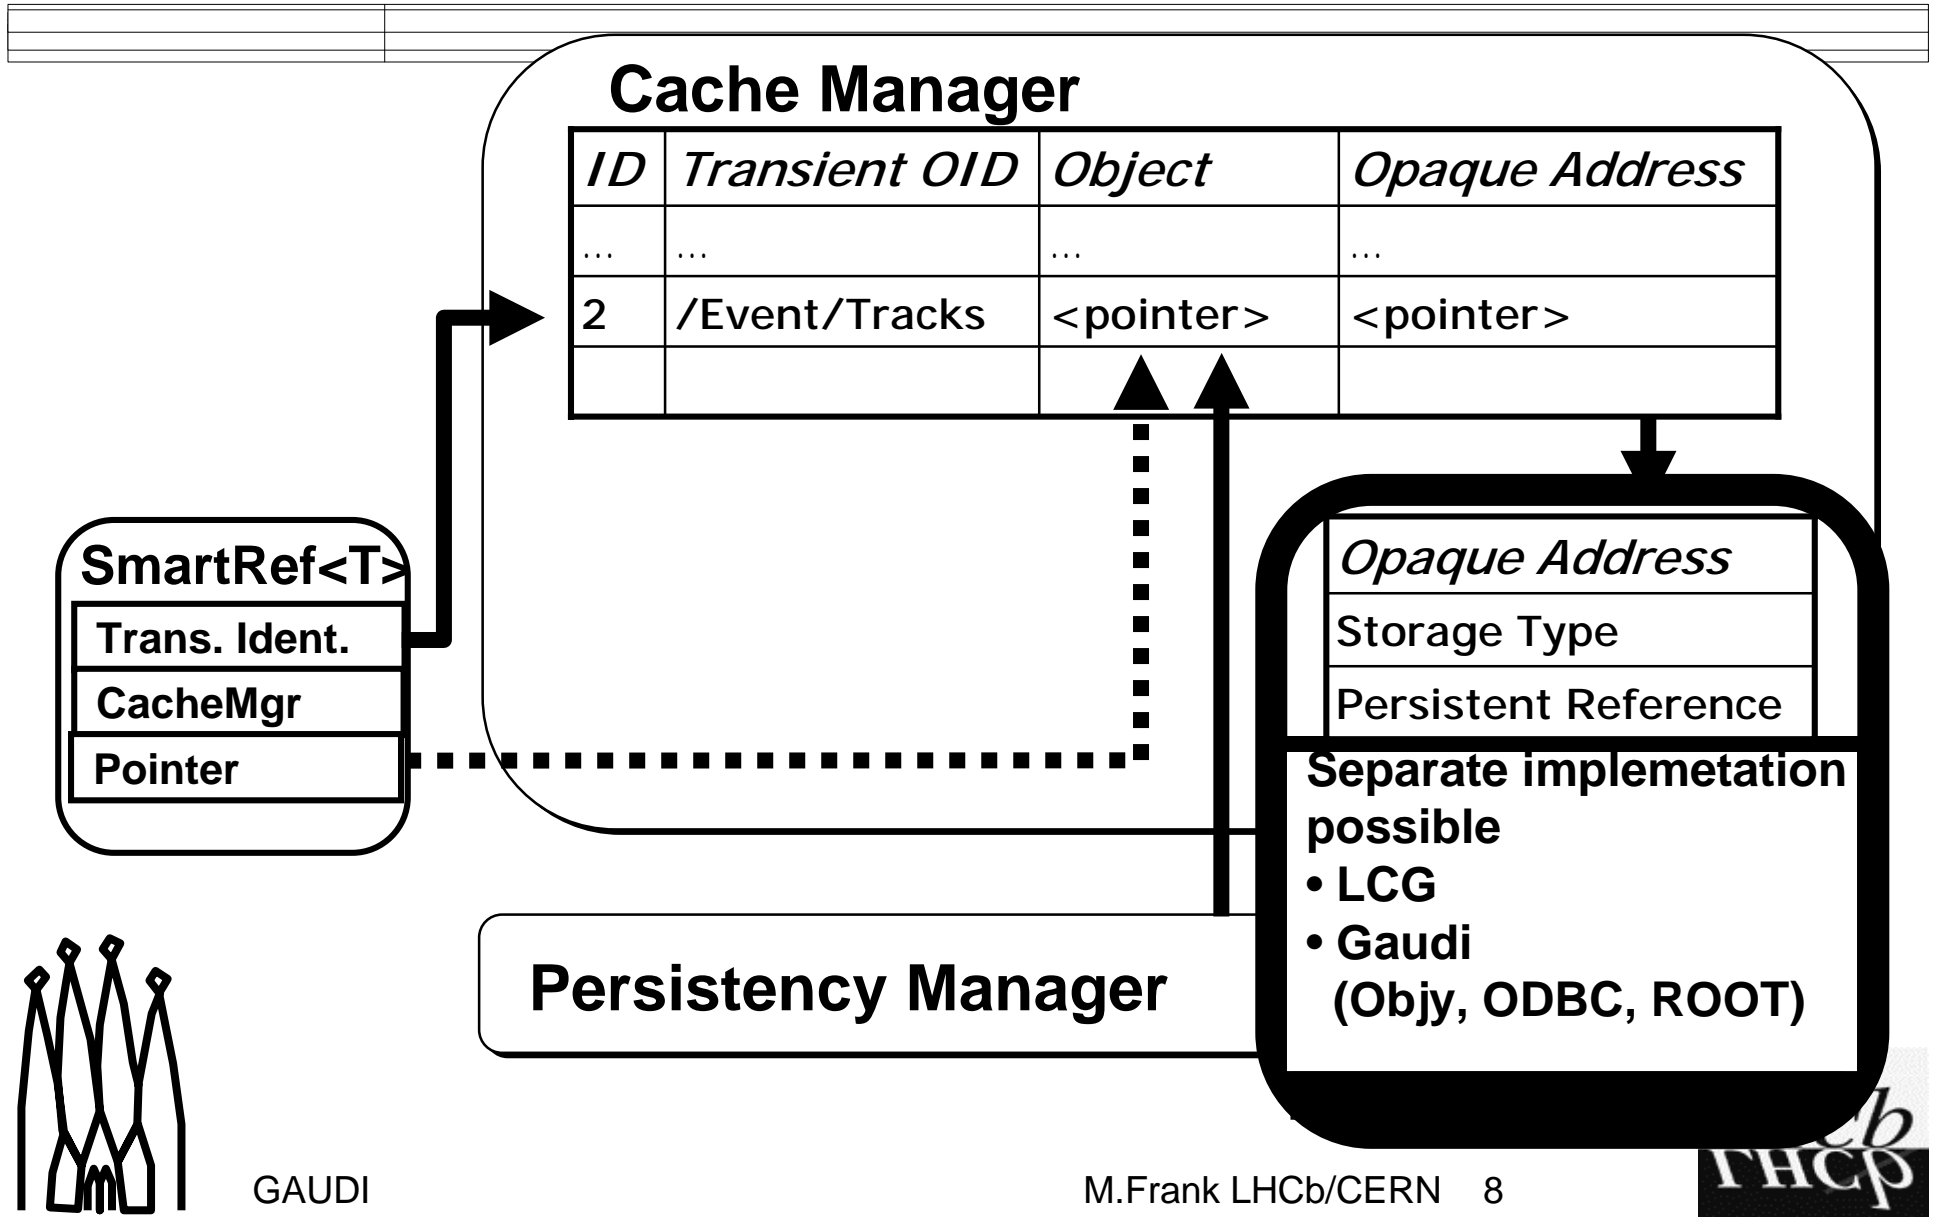 Cache Manager
ID Transient OID Object Opaque Address
... ... ... ...
2 /Event/Tracks <pointer> <pointer>
SmartRef<T>
Trans. Ident.
CacheMgr
Pointer
Opaque Address
Storage Type
Persistent Reference
Separate implemetation
possible
• LCG
• Gaudi
(Objy, ODBC, ROOT)
Persistency Manager
GAUDI
M.Frank LHCb/CERN 8